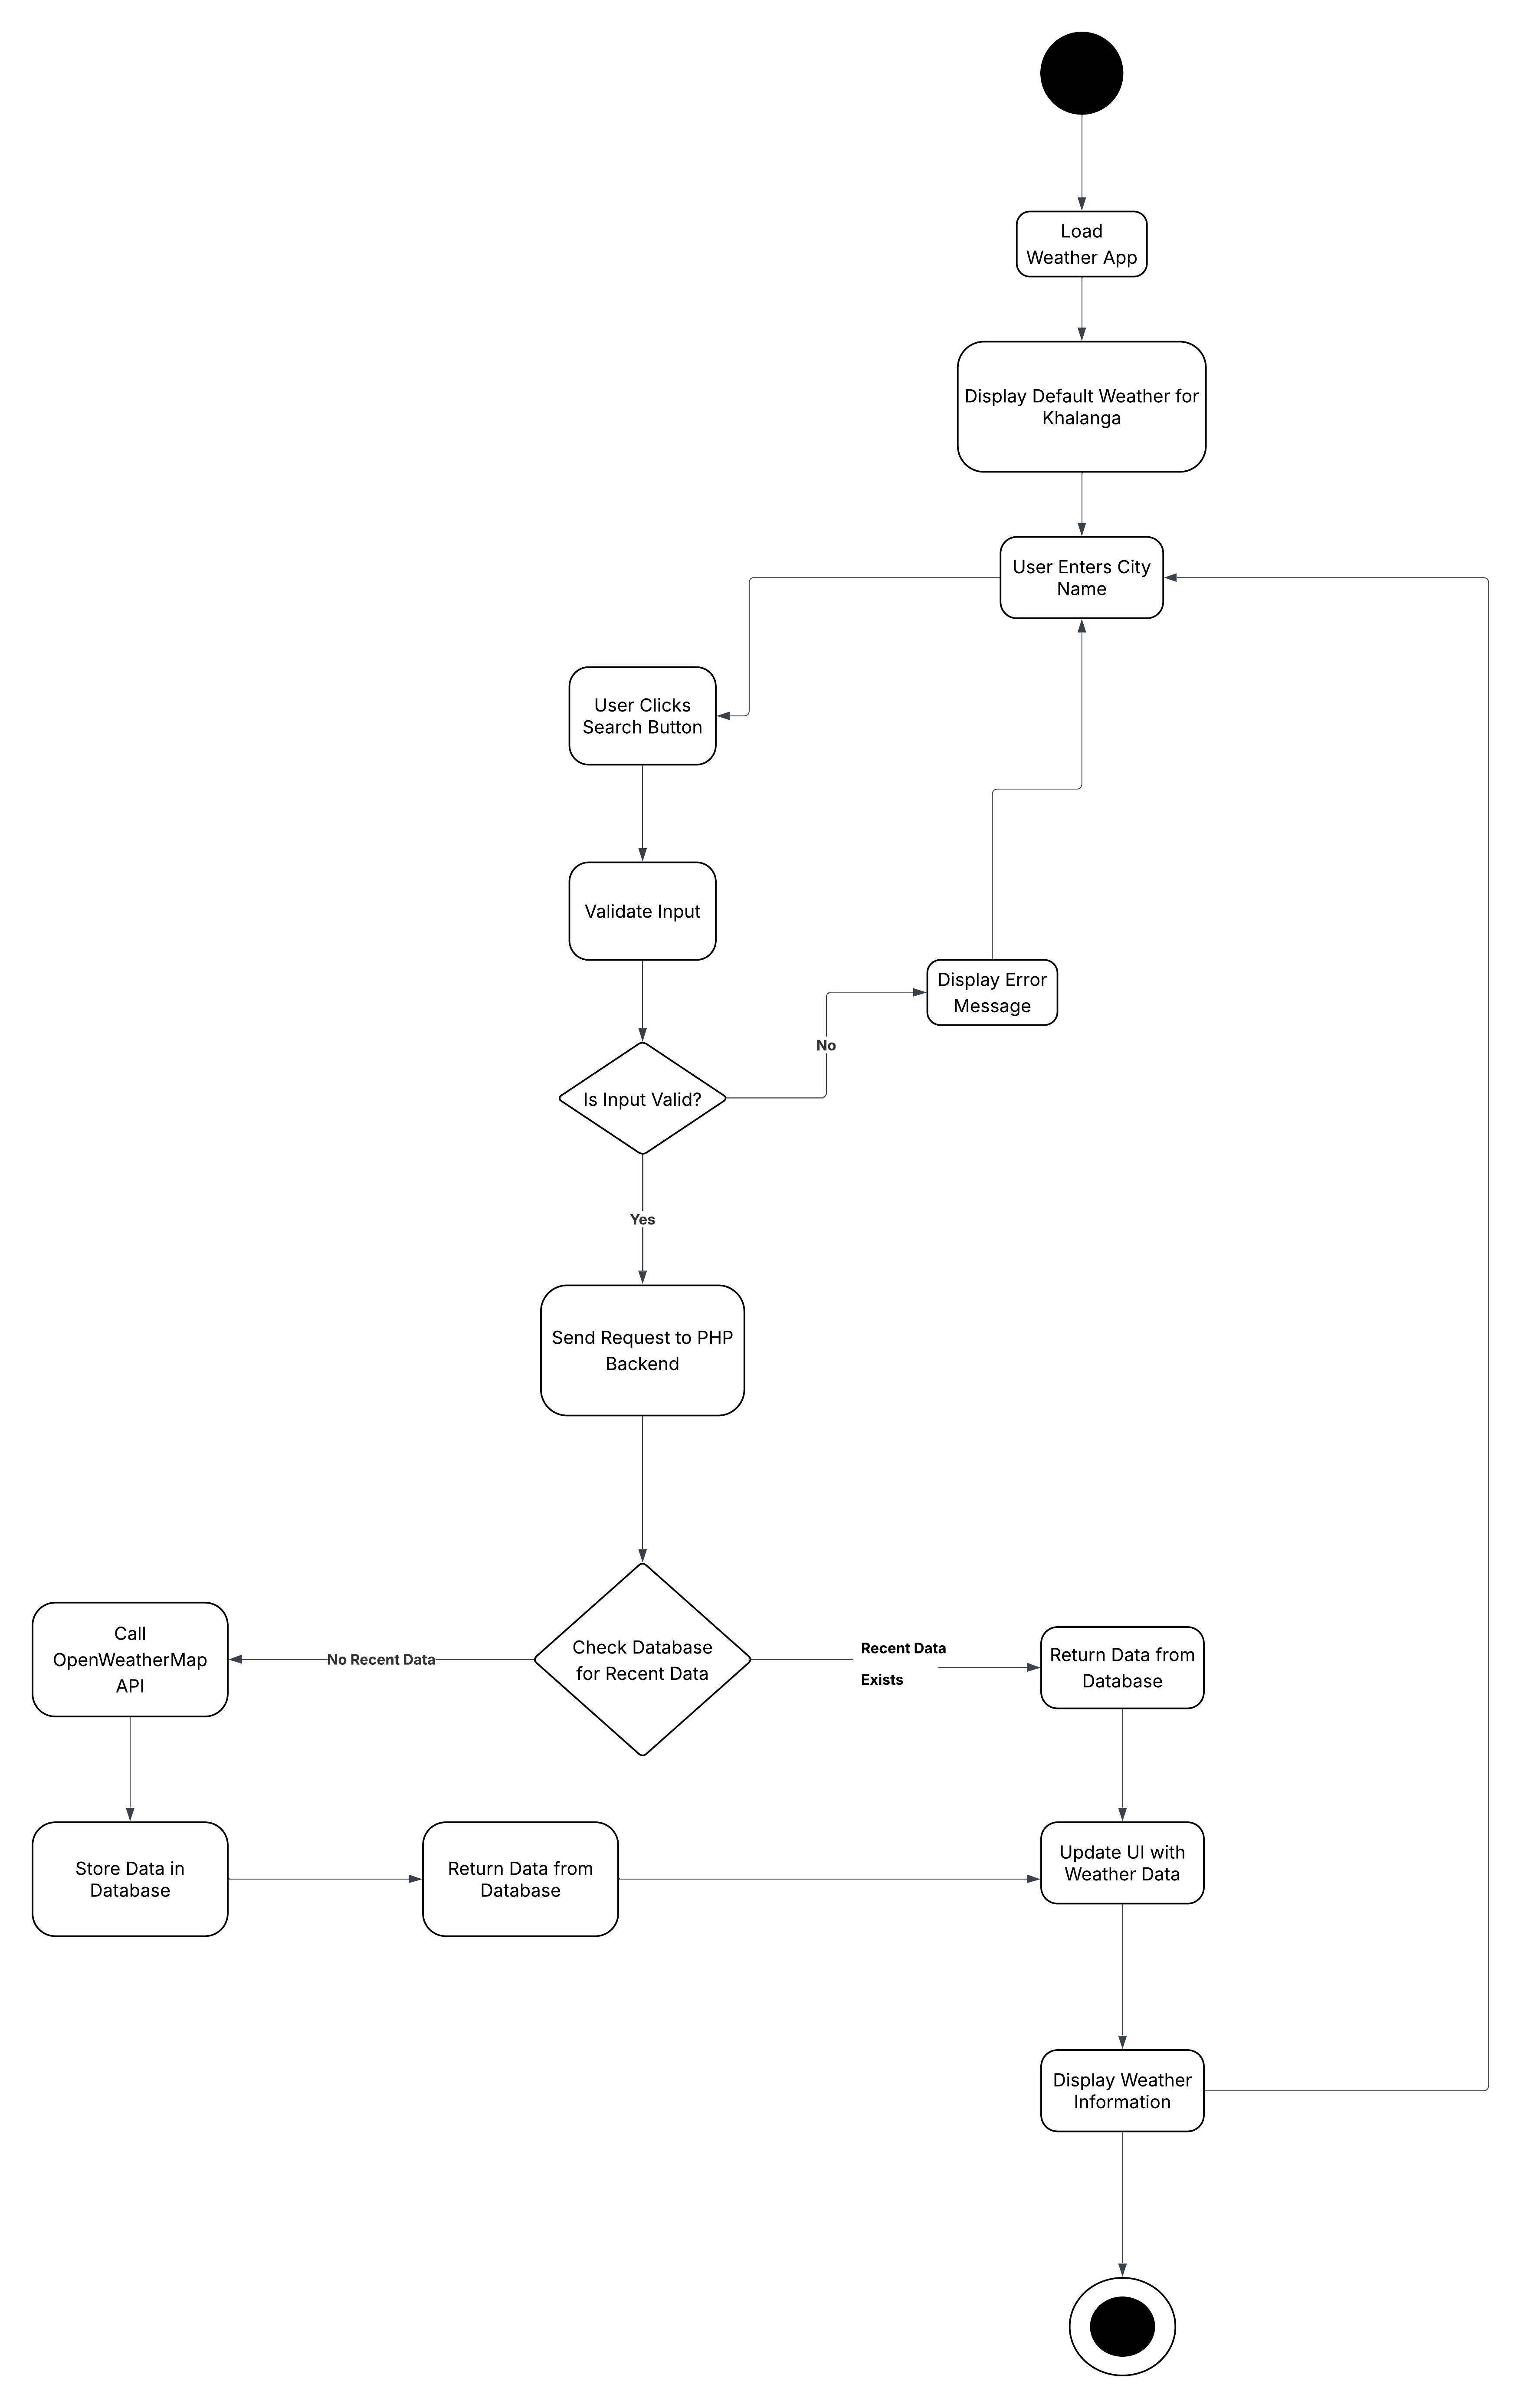 Load
Weather App
Display Default Weather for
Khalanga
User Enters City
Name
User Clicks
Search Button
Validate Input
Display Error
Message
No
Is Input Valid?
Yes
Send Request to PHP
Backend
Call
OpenWeatherMap
API
No Recent Data
Check Database
for Recent Data
Recent Data
Exists
Return Data from
Database
Store Data in
Database
Return Data from
Database
Update UI with
Weather Data
Display Weather
Information